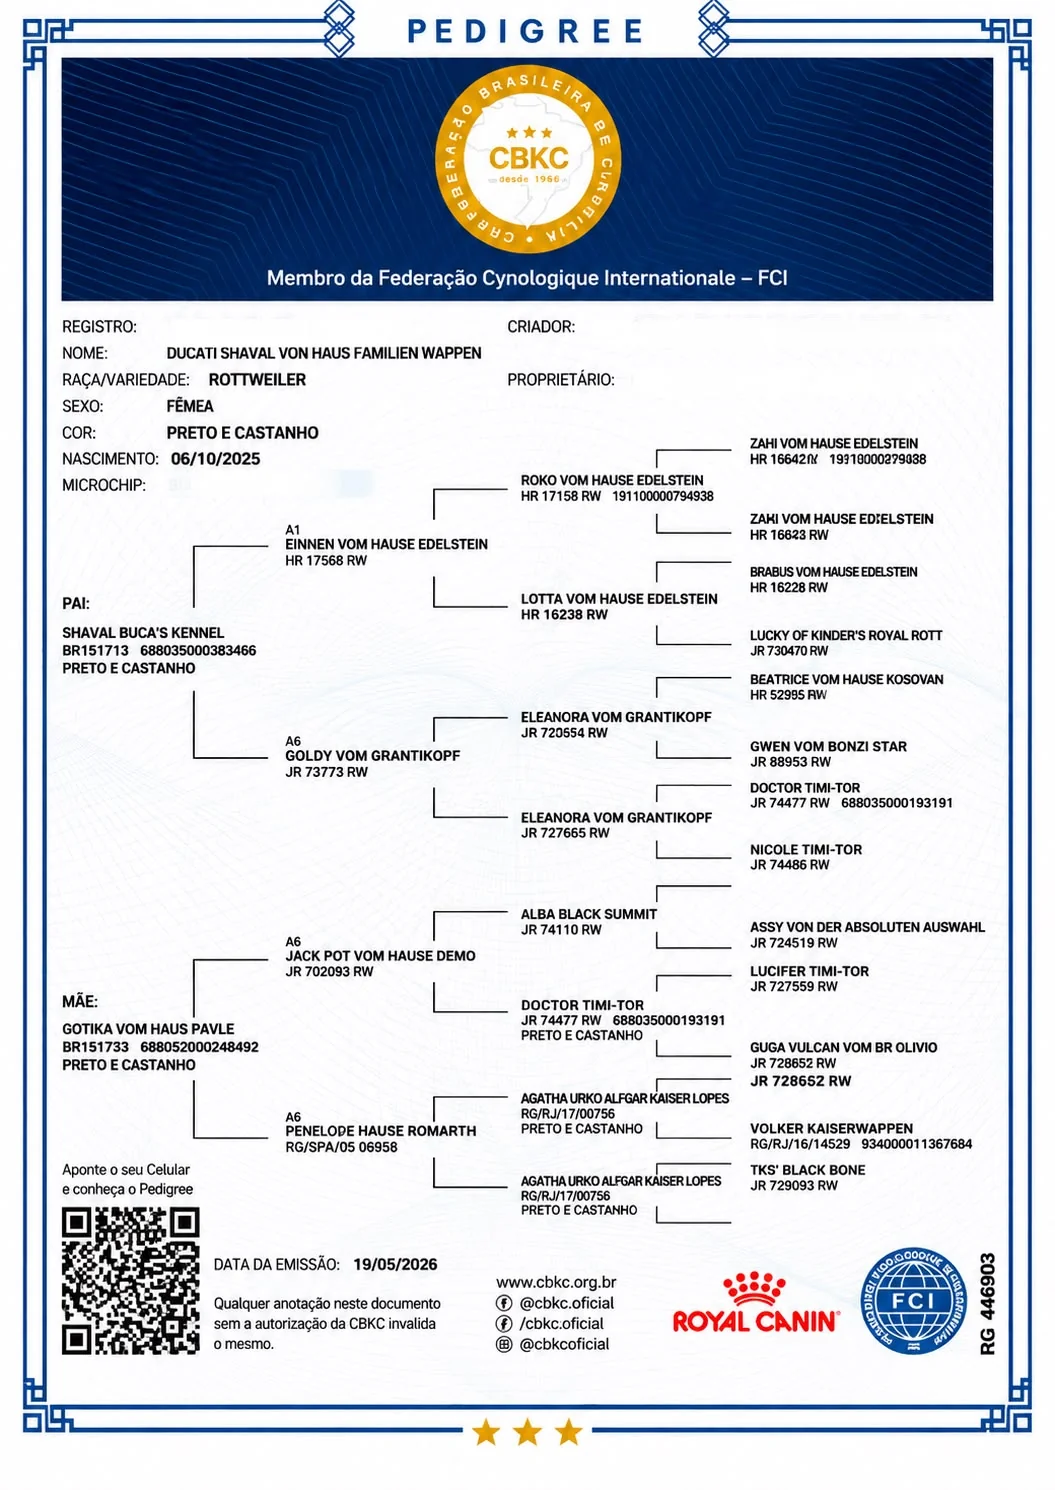 PEDIGREE
CBKC
desde 1966
Membro da Federação Cynologique Internationale – FCI
REGISTRO:
NOME: DUCATI SHAVAL VON HAUS FAMILIEN WAPPEN
RAÇA/VARIEDADE: ROTTWEILER
SEXO: FÊMEA
COR: PRETO E CASTANHO
NASCIMENTO: 06/10/2025
MICROCHIP:
CRIADOR:
PROPRIETÁRIO:
PAI:
SHAVAL BUCA'S KENNEL
BR151713 688035000383466
PRETO E CASTANHO
A1
EINNEN VOM HAUSE EDELSTEIN
HR 17568 RW
A6
GOLDY VOM GRANTIKOPF
JR 73773 RW
ROKO VOM HAUSE EDELSTEIN
HR 17158 RW 191100000794938
LOTTA VOM HAUSE EDELSTEIN
HR 16238 RW
ELEANORA VOM GRANTIKOPF
JR 720654 RW
ELEANORA VOM GRANTIKOPF
JR 727665 RW
ZAHI VOM HAUSE EDELSTEIN
HR
ZAHI VOM HAUSE EDELSTEIN
HR 16623 RW
BRABUS VOM HAUSE EDELSTEIN
HR 16228 RW
LUCKY OF KINDER'S ROYAL ROTT
JR 730470 RW
BEATRICE VOM HAUSE KOSOVAN
HR 52995 RW
GWEN VOM BONZI STAR
JR 88953 RW
DOCTOR TIMI-TOR
JR 74477 RW 688035000193191
NICOLE TIMI-TOR
JR 74486 RW
MÃE:
GOTIKA VOM HAUS PAVLE
BR151733 688052000248492
PRETO E CASTANHO
A6
JACK POT VOM HAUSE DEMO
JR 702093 RW
A6
PENELOPE HAUSE ROMARTH
RG/SPA/05 06958
ALBA BLACK SUMMIT
JR 74110 RW
DOCTOR TIMI-TOR
JR 74477 RW 688035000193191
PRETO E CASTANHO
AGATHA URKO ALFGAR KAISER LOPES
RG/RJ/17/00756
PRETO E CASTANHO
AGATHA URKO ALFGAR KAISER LOPES
RG/RJ/17/00756
PRETO E CASTANHO
ASSY VON DER ABSOLUTEN AUSWAHL
JR 724519 RW
LUCIFER TIMI-TOR
JR 727559 RW
GUGA VULCAN VOM BR OLIVIO
JR 728652 RW
JR 728652 RW
VOLKER KAISERWAPPEN
RG/RJ/16/14529 934000011367684
TKS' BLACK BONE
JR 729093 RW
Aponte o seu Celular
e conheça o Pedigree
DATA DA EMISSÃO: 19/05/2026
Qualquer anotação neste documento
sem a autorização da CBKC invalida
o mesmo.
www.cbkc.org.br
@cbkc.oficial
/cbkc.oficial
@cbkcoficial
ROYAL CANIN
FCI
RG 446903